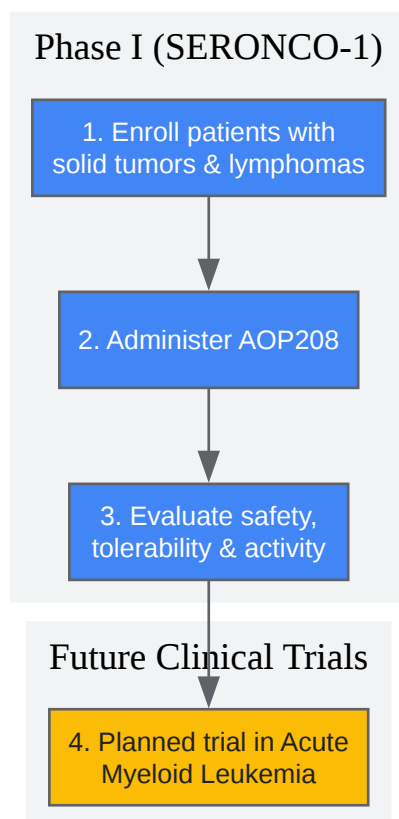 Phase I (SERONCO-1)
1. Enroll patients with
solid tumors & lymphomas
2. Administer AOP208
3. Evaluate safety,
tolerability & activity
Future Clinical Trials
4. Planned trial in Acute
Myeloid Leukemia